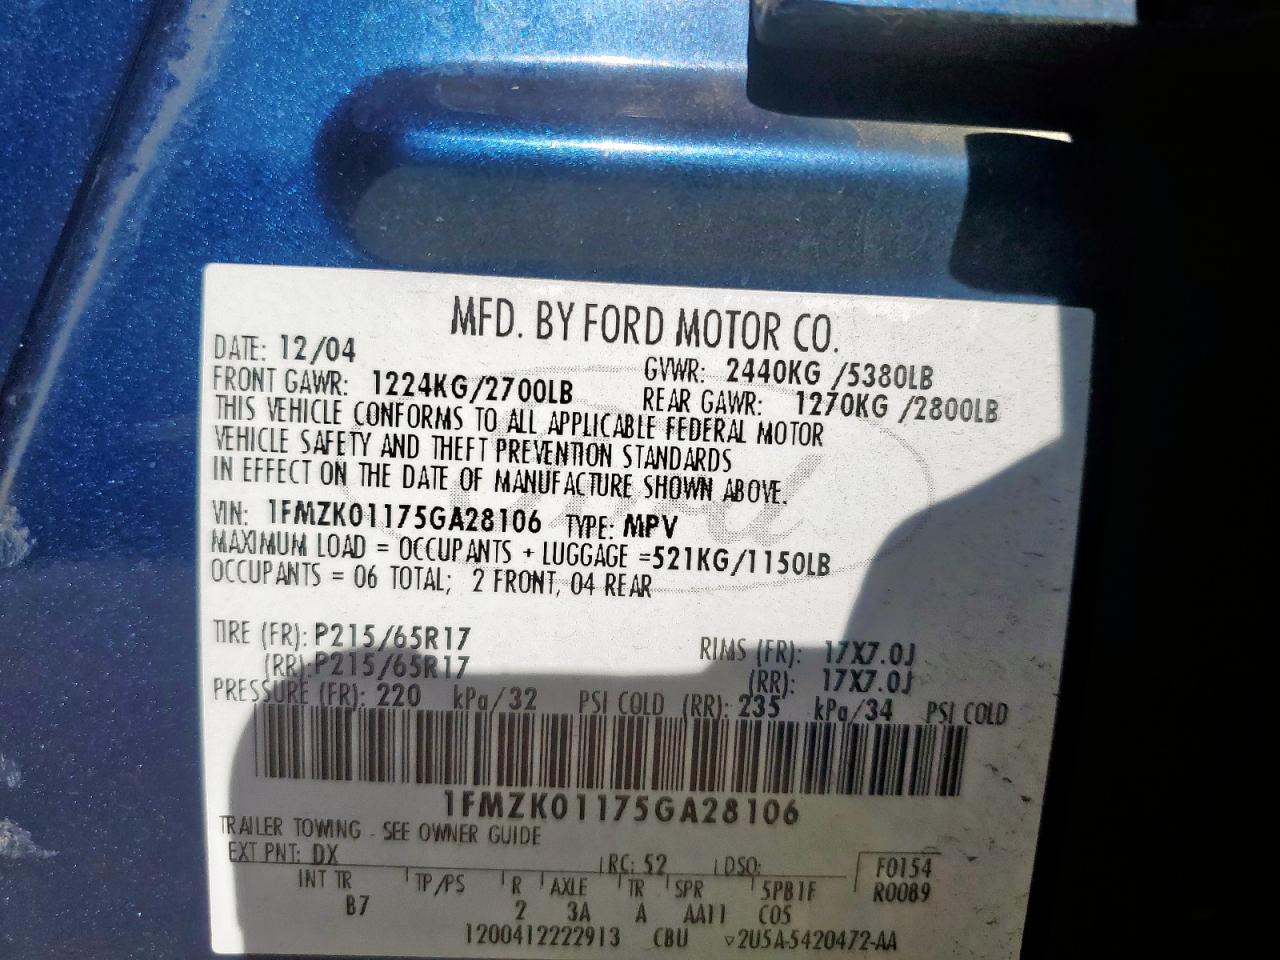 MFD. BY FORD MOTOR CO.
DATE: 12/04 GVWR: 2440KG /5380LB
FRONT GAWR: 1224KG/2700LB REAR GAWR: 1270KG /2800LB
THIS VEHICLE CONFORMS TO ALL APPLICABLE FEDERAL MOTOR
VEHICLE SAFETY AND THEFT PREVENTION STANDARDS
IN EFFECT ON THE DATE OF MANUFACTURE SHOWN ABOVE.
VIN: 1FMZK01175GA28106 TYPE: MPV
MAXIMUM LOAD = OCCUPANTS + LUGGAGE =521KG/1150LB
OCCUPANTS = 06 TOTAL; 2 FRONT, 04 REAR
TIRE (FR): P215/65R17 RIMS (FR): 17X7.0J
(RR): P215/65R17 (RR): 17X7.0J
PRESSURE (FR): 220 kPa/32 PSI COLD (RR): 235 kPa/34 PSI COLD
1FMZK01175GA28106
TRAILER TOWING - SEE OWNER GUIDE
EXT PNT: DX RC: 52 DSO: F0154
INT TR TP/PS R AXLE TR SPR 5PB1F R0089
B7 2 3A A AA11 C05
1200412222913 CBU ▽2U5A-5420472-AA